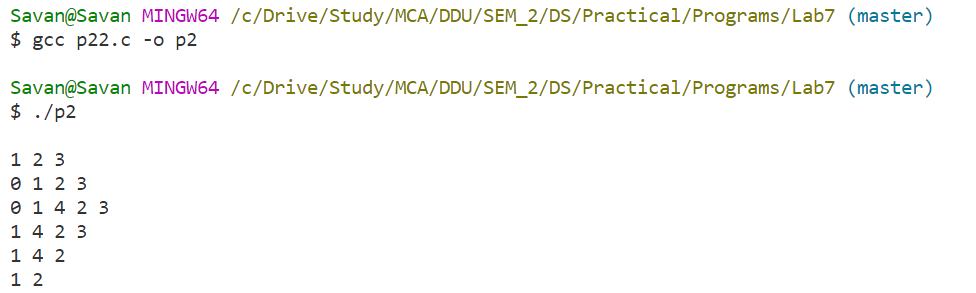 Savan@Savan MINGW64 /c/Drive/Study/MCA/DDU/SEM_2/DS/Practical/Programs/Lab7 (master)
$ gcc p22.c -o p2
Savan@Savan MINGW64 /c/Drive/Study/MCA/DDU/SEM_2/DS/Practical/Programs/Lab7 (master)
$ ./p2
1 2 3
0 1 2 3
0 1 4 2 3
1 4 2 3
1 4 2
1 2